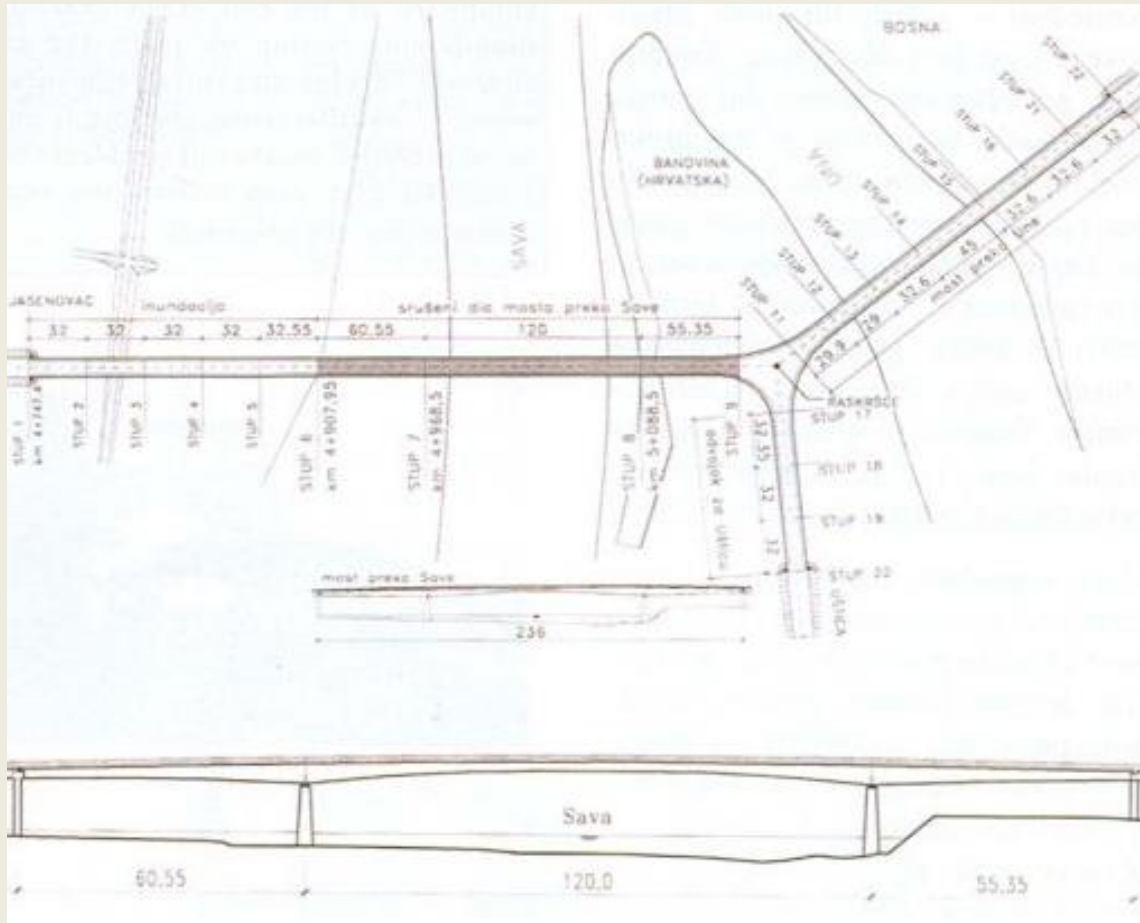 BOSNA
STUP 22
STUP 21
STUP 16
STUP 15
STUP 14
STUP 13
STUP 12
STUP 11
BANOVINA
(HRVATSKA)
SAVA
JASENOVAC
inundacija
srušeni dio mosta preko Save
32 32 32 32 32.55 60.55 120 55.35
29.8 29 32.6 45 32.6 32.6 32
most preko Une
RASKRŠĆE
STUP 1
STUP 2
STUP 3
STUP 4
STUP 5
STUP 6
km 4+907.95
STUP 7
km 4+968.5
STUP 8
km 5+088.5
STUP 9
STUP 17
STUP 18
STUP 19
STUP 20
32.35 32 32
UŠTICA
most preko Save
236
Sava
60.55 120.0 55.35